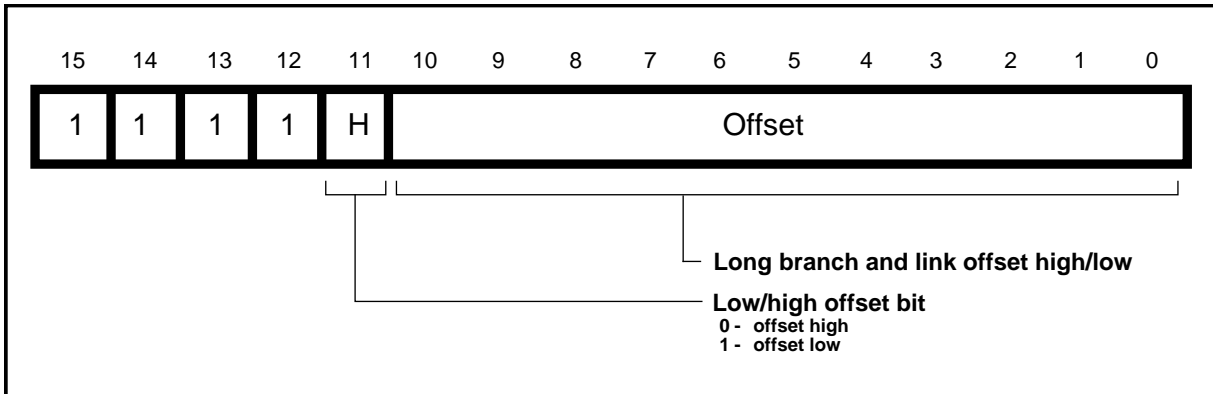 15 14 13 12 11 10 9 8 7 6 5 4 3 2 1 0
1 1 1 1 H Offset
Long branch and link offset high/low
Low/high offset bit
0 - offset high
1 - offset low